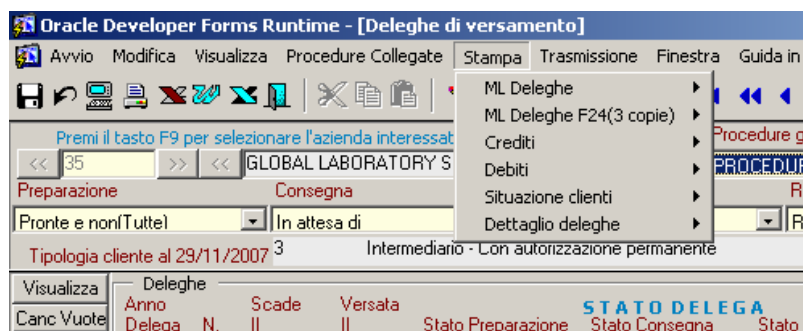 Oracle Developer Forms Runtime - [Deleghe di versamento]
Avvio Modifica Visualizza Procedure Collegate Stampa Trasmissione Finestra Guida in
ML Deleghe
ML Deleghe F24(3 copie)
Crediti
Debiti
Situazione clienti
Dettaglio deleghe
Premi il tasto F9 per selezionare l'azienda interessat Procedure g
<< 35 >> << GLOBAL LABORATORY S PROCEDUR
Preparazione Consegna R
Pronte e non(Tutte) In attesa di R
Tipologia cliente al 29/11/2007 3 Intermediario - Con autorizzazione permanente
Visualizza Deleghe
Anno Scade Versata STATO DELEGA
Canc Vuote Delega N. Il Il Stato Preparazione Stato Consegna Stato